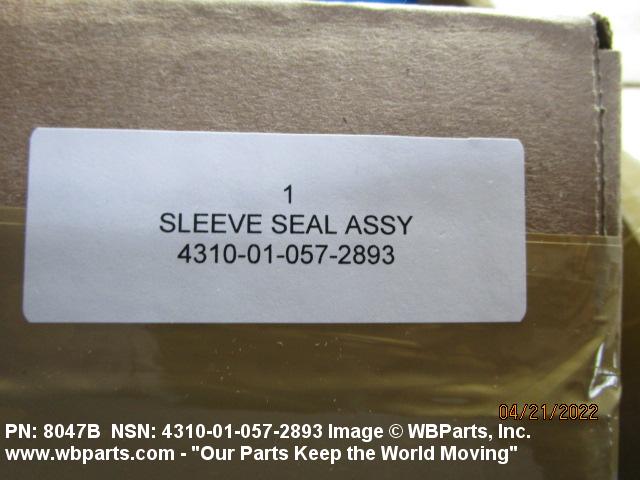 1
SLEEVE SEAL ASSY
4310-01-057-2893
04/21/2022
PN: 8047B NSN: 4310-01-057-2893 Image © WBParts, Inc.
www.wbparts.com - "Our Parts Keep the World Moving"